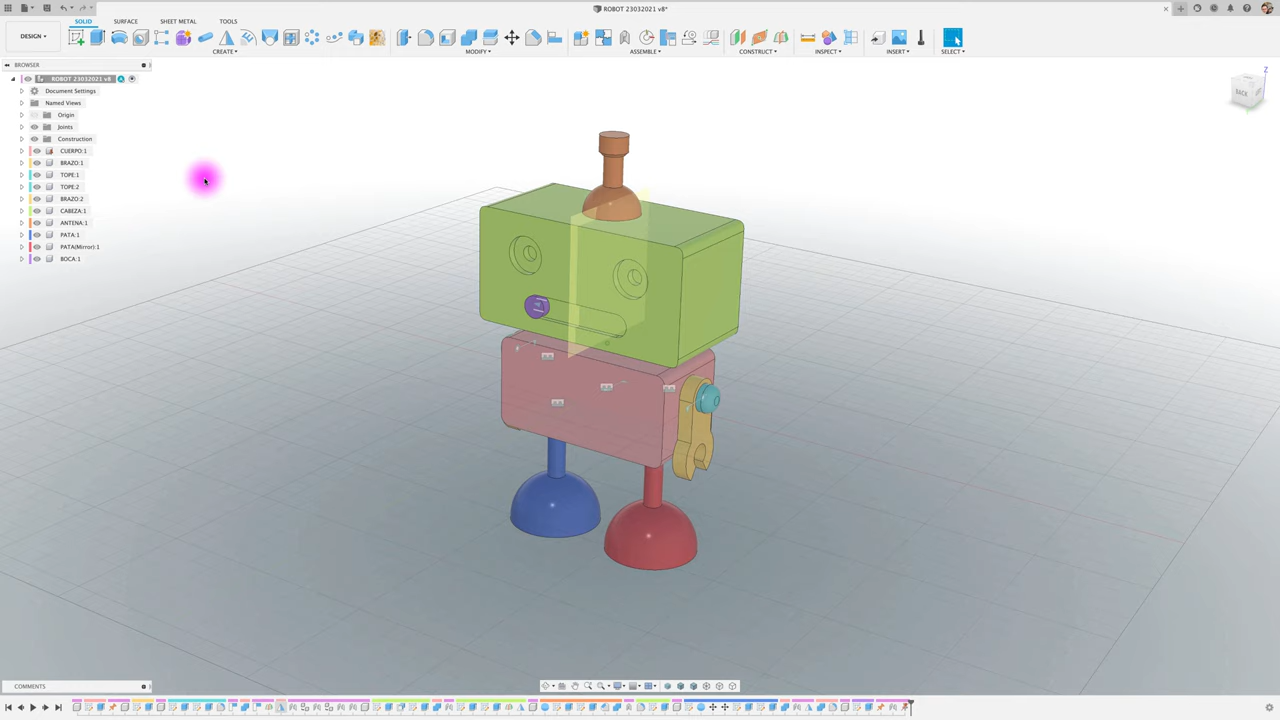 ROBOT 23032021 v8*
SOLID SURFACE SHEET METAL TOOLS
DESIGN
CREATE MODIFY ASSEMBLE CONSTRUCT INSPECT INSERT SELECT
BROWSER
ROBOT 23032021 v8
Document Settings
Named Views
Origin
Joints
Construction
CUERPO:1
BRAZO:1
TOPE:1
TOPE:2
BRAZO:2
CABEZA:1
ANTENA:1
PATA:1
PATA(Mirror):1
BOCA:1
Z
BACK
COMMENTS